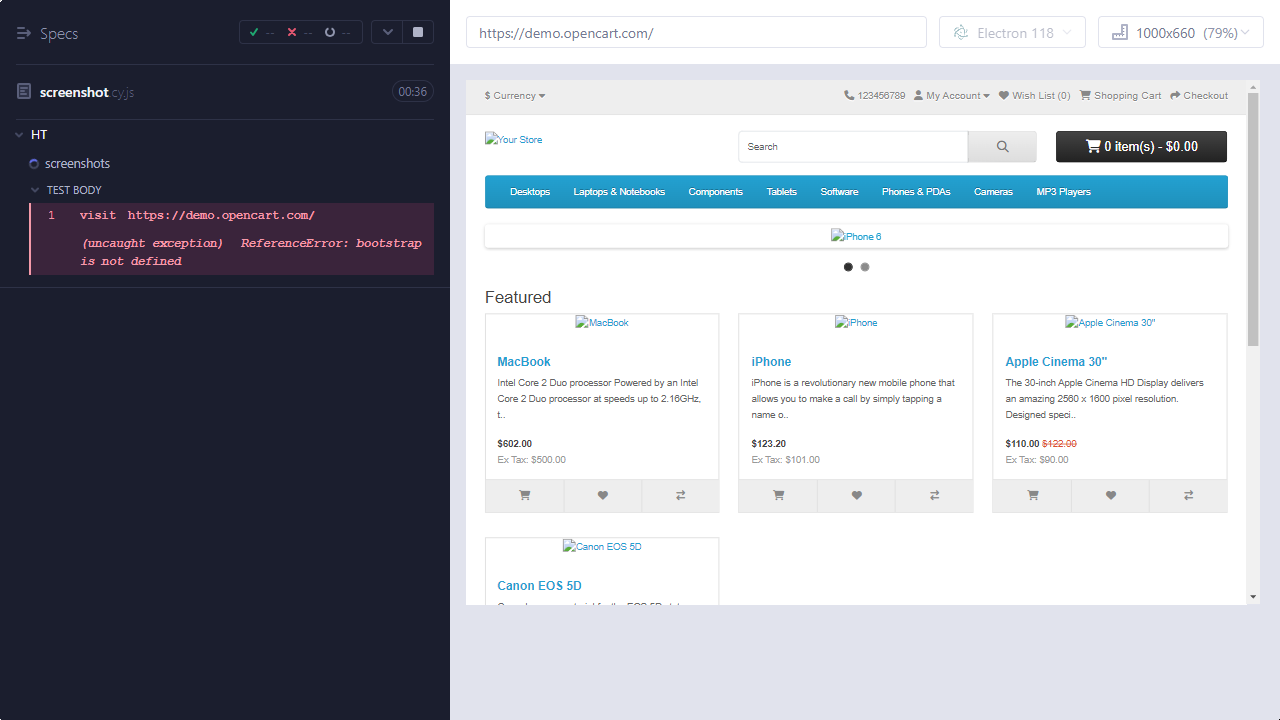 Specs
-- -- --
https://demo.opencart.com/
Electron 118
1000x660 (79%)
screenshot cy.js
00:36
HT
screenshots
TEST BODY
1 visit https://demo.opencart.com/
(uncaught exception) ReferenceError: bootstrap
is not defined
$ Currency
123456789 My Account Wish List (0) Shopping Cart Checkout
Your Store
Search
0 item(s) - $0.00
Desktops Laptops & Notebooks Components Tablets Software Phones & PDAs Cameras MP3 Players
iPhone 6
Featured
MacBook
MacBook
Intel Core 2 Duo processor Powered by an Intel
Core 2 Duo processor at speeds up to 2.16GHz,
t..
$602.00
Ex Tax: $500.00
iPhone
iPhone
iPhone is a revolutionary new mobile phone that
allows you to make a call by simply tapping a
name o..
$123.20
Ex Tax: $101.00
Apple Cinema 30"
Apple Cinema 30"
The 30-inch Apple Cinema HD Display delivers
an amazing 2560 x 1600 pixel resolution.
Designed speci..
$110.00 $122.00
Ex Tax: $90.00
Canon EOS 5D
Canon EOS 5D